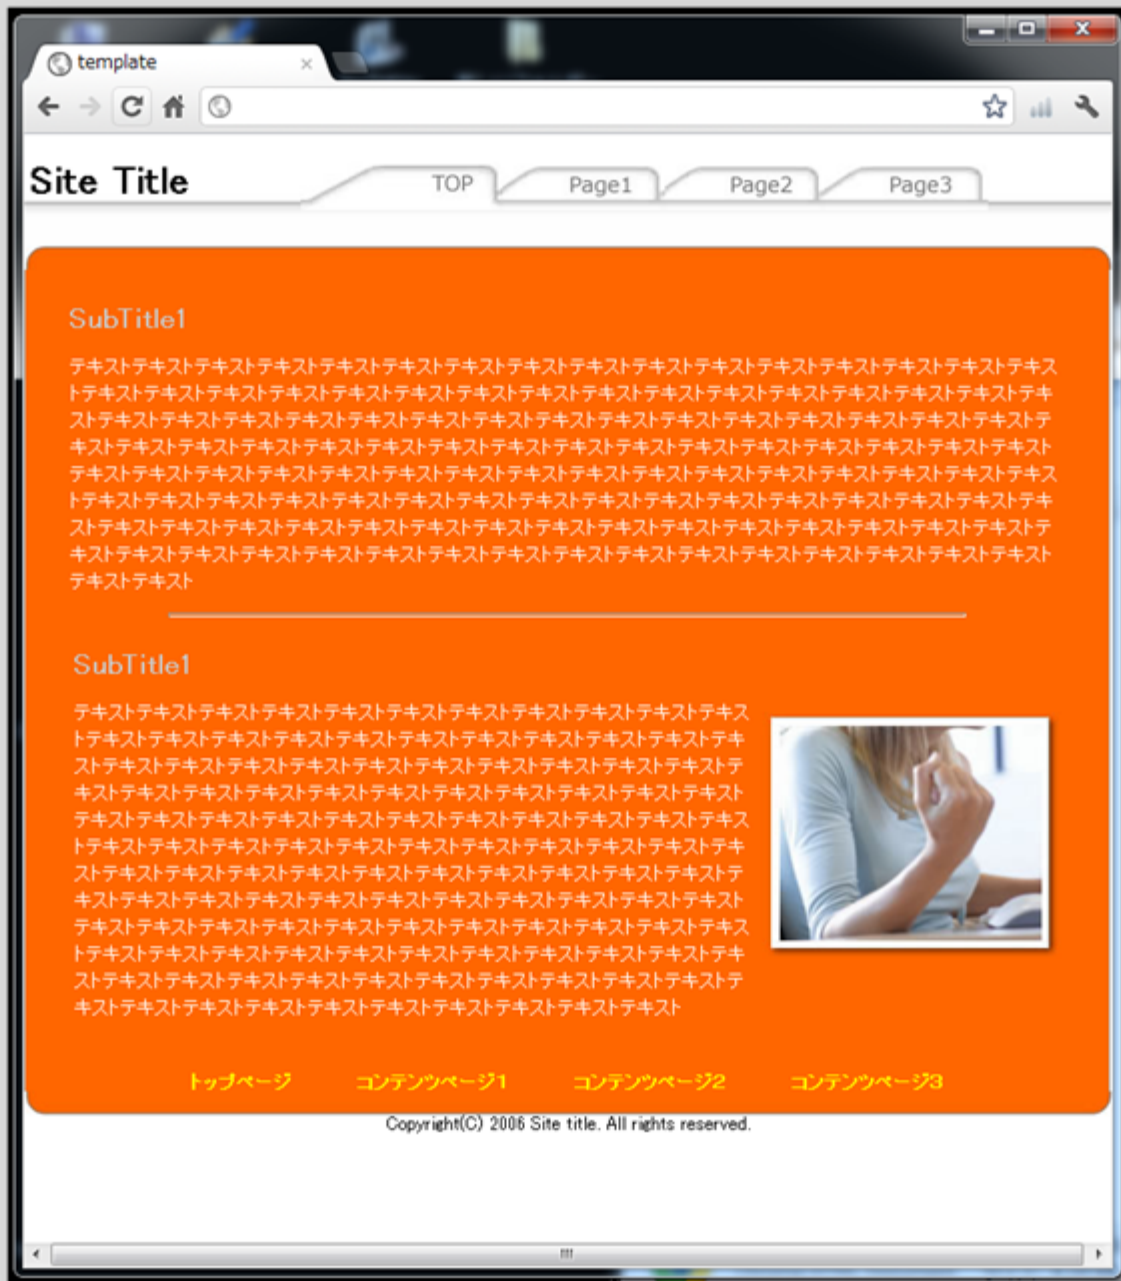 template
Site Title
TOP
Page1
Page2
Page3
SubTitle1
テキストテキストテキストテキストテキストテキストテキストテキストテキストテキストテキストテキストテキストテキストテキストテキス
トテキストテキストテキストテキストテキストテキストテキストテキストテキストテキストテキストテキストテキストテキストテキストテキ
ストテキストテキストテキストテキストテキストテキストテキストテキストテキストテキストテキストテキストテキストテキストテキストテ
キストテキストテキストテキストテキストテキストテキストテキストテキストテキストテキストテキストテキストテキストテキストテキスト
テキストテキストテキストテキストテキストテキストテキストテキストテキストテキストテキストテキストテキストテキストテキストテキス
トテキストテキストテキストテキストテキストテキストテキストテキストテキストテキストテキストテキストテキストテキストテキストテキ
ストテキストテキストテキストテキストテキストテキストテキストテキストテキストテキストテキストテキストテキストテキストテキストテ
キストテキストテキストテキストテキストテキストテキストテキストテキストテキストテキストテキストテキストテキストテキストテキスト
テキストテキスト
SubTitle1
テキストテキストテキストテキストテキストテキストテキストテキストテキストテキストテキス
トテキストテキストテキストテキストテキストテキストテキストテキストテキストテキストテキ
ストテキストテキストテキストテキストテキストテキストテキストテキストテキストテキストテ
キストテキストテキストテキストテキストテキストテキストテキストテキストテキストテキスト
テキストテキストテキストテキストテキストテキストテキストテキストテキストテキストテキス
トテキストテキストテキストテキストテキストテキストテキストテキストテキストテキストテキ
ストテキストテキストテキストテキストテキストテキストテキストテキストテキストテキストテ
キストテキストテキストテキストテキストテキストテキストテキストテキストテキストテキスト
テキストテキストテキストテキストテキストテキストテキストテキストテキストテキストテキス
トテキストテキストテキストテキストテキストテキストテキストテキストテキストテキストテキ
ストテキストテキストテキストテキストテキストテキストテキストテキストテキストテキストテ
キストテキストテキストテキストテキストテキストテキストテキストテキストテキスト
トップページ
コンテンツページ1
コンテンツページ2
コンテンツページ3
Copyright(C) 2006 Site title. All rights reserved.